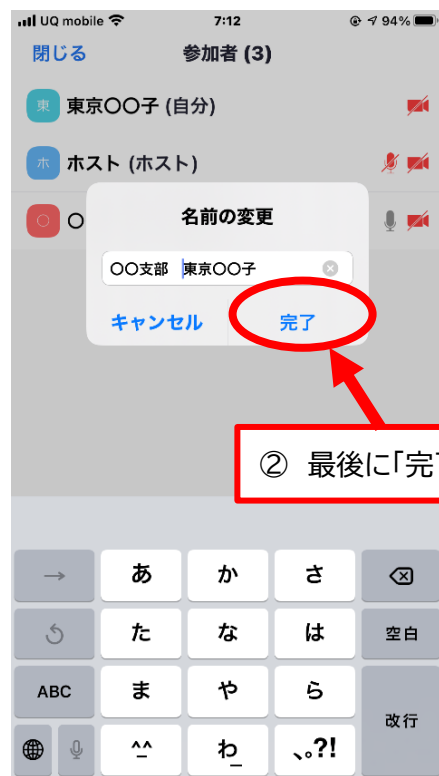 UQ mobile 7:12 94%
閉じる 参加者 (3)
東 東京〇〇子 (自分)
ホ ホスト (ホスト)
〇 〇
名前の変更
〇〇支部 東京〇〇子
キャンセル 完了
② 最後に「完
→ あ か さ
た な は 空白
ABC ま や ら
改行
^^ わ_ 、。?!